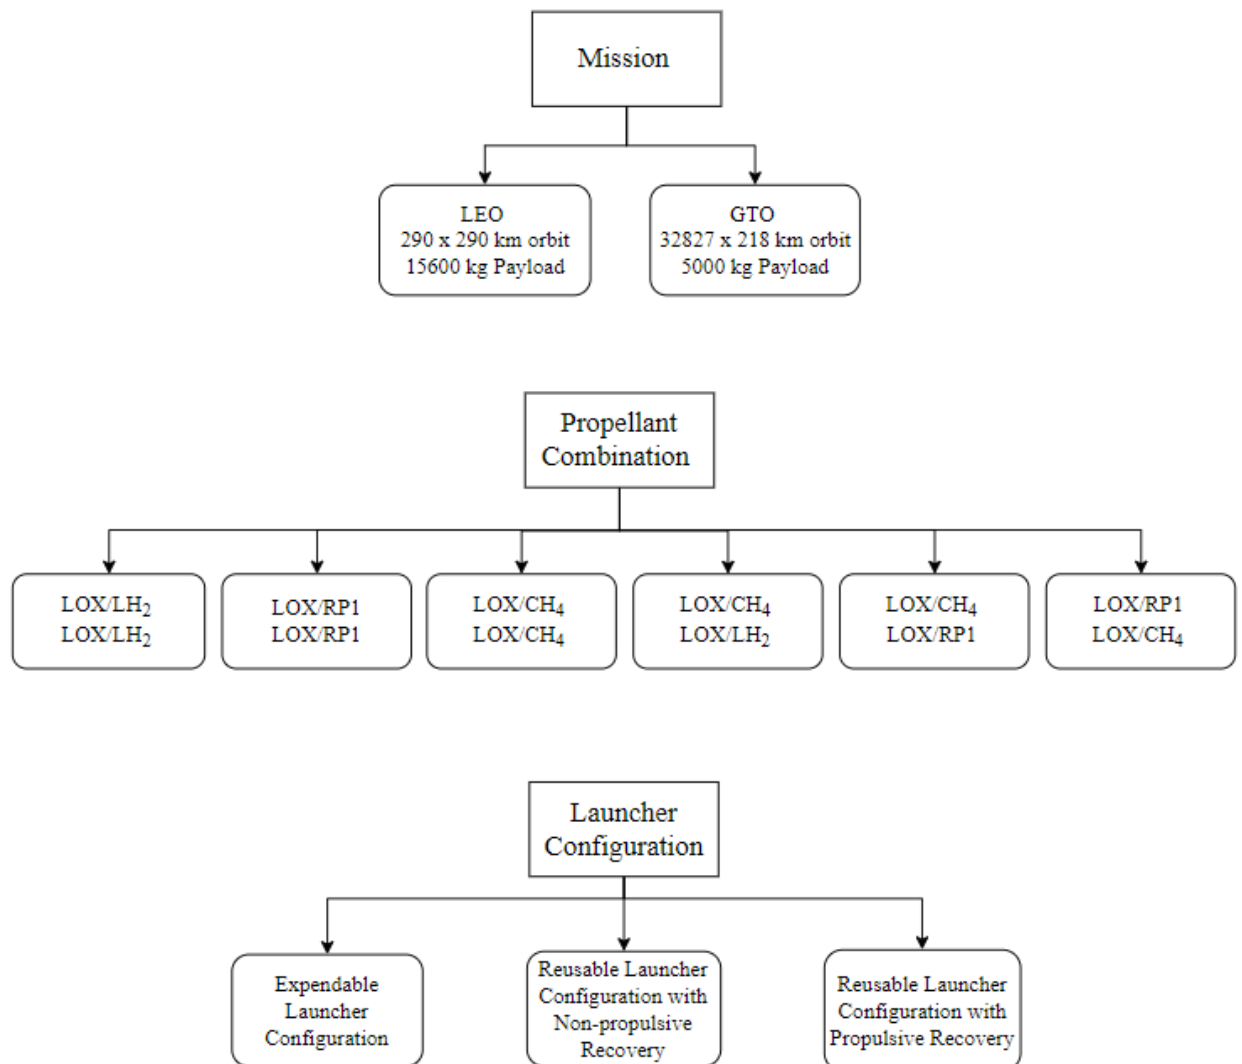 Mission
LEO
290 x 290 km orbit
15600 kg Payload
GTO
32827 x 218 km orbit
5000 kg Payload
Propellant
Combination
LOX/LH₂
LOX/LH₂
LOX/RP1
LOX/RP1
LOX/CH₄
LOX/CH₄
LOX/CH₄
LOX/LH₂
LOX/CH₄
LOX/RP1
LOX/RP1
LOX/CH₄
Launcher
Configuration
Expendable
Launcher
Configuration
Reusable Launcher
Configuration with
Non-propulsive
Recovery
Reusable Launcher
Configuration with
Propulsive Recovery